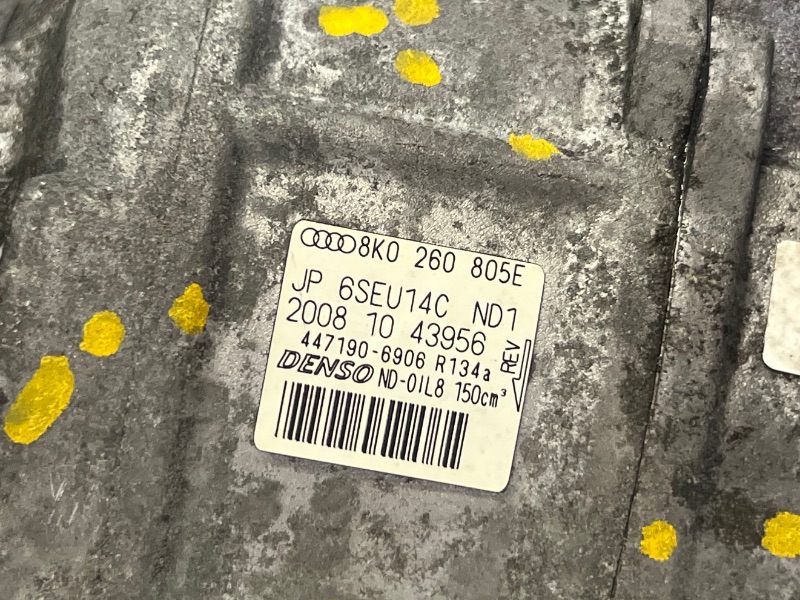 8K0 260 805E
JP 6SEU14C ND1
2008 10 43956
447190-6906 R134a
DENSO ND-OIL8 150cm³
REV